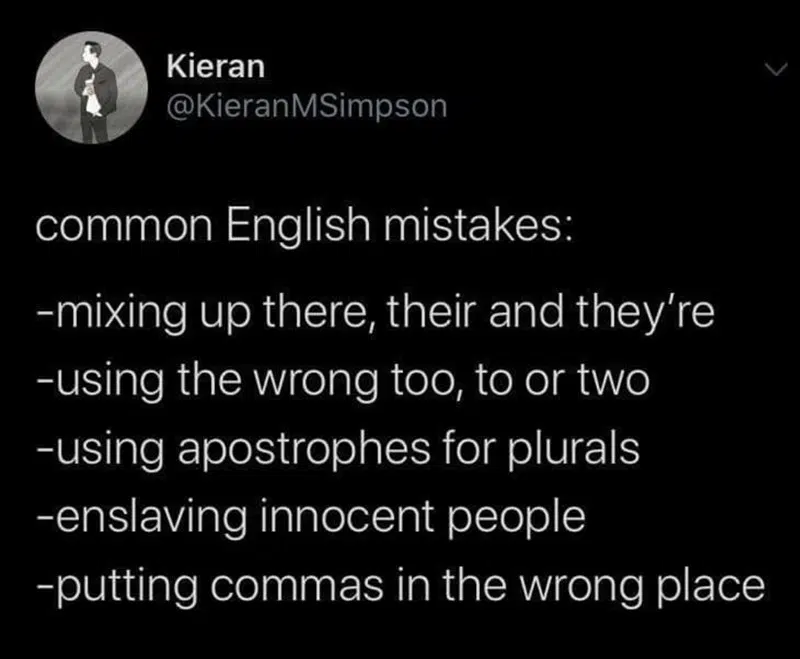 Kieran
@KieranMSimpson
common English mistakes:
-mixing up there, their and they're
-using the wrong too, to or two
-using apostrophes for plurals
-enslaving innocent people
-putting commas in the wrong place